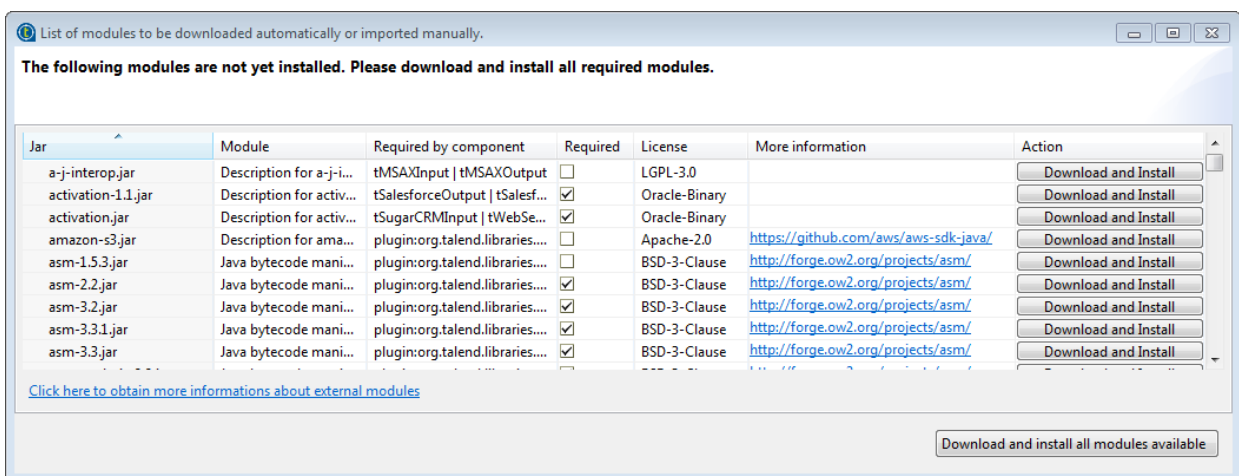 List of modules to be downloaded automatically or imported manually.
The following modules are not yet installed. Please download and install all required modules.
Jar Module Required by component Required License More information Action
a-j-interop.jar Description for a-j-i... tMSAXInput | tMSAXOutput LGPL-3.0 Download and Install
activation-1.1.jar Description for activ... tSalesforceOutput | tSalesf... Oracle-Binary Download and Install
activation.jar Description for activ... tSugarCRMInput | tWebSe... Oracle-Binary Download and Install
amazon-s3.jar Description for ama... plugin:org.talend.libraries.... Apache-2.0 https://github.com/aws/aws-sdk-java/ Download and Install
asm-1.5.3.jar Java bytecode mani... plugin:org.talend.libraries.... BSD-3-Clause http://forge.ow2.org/projects/asm/ Download and Install
asm-2.2.jar Java bytecode mani... plugin:org.talend.libraries.... BSD-3-Clause http://forge.ow2.org/projects/asm/ Download and Install
asm-3.2.jar Java bytecode mani... plugin:org.talend.libraries.... BSD-3-Clause http://forge.ow2.org/projects/asm/ Download and Install
asm-3.3.1.jar Java bytecode mani... plugin:org.talend.libraries.... BSD-3-Clause http://forge.ow2.org/projects/asm/ Download and Install
asm-3.3.jar Java bytecode mani... plugin:org.talend.libraries.... BSD-3-Clause http://forge.ow2.org/projects/asm/ Download and Install
Click here to obtain more informations about external modules
Download and install all modules available